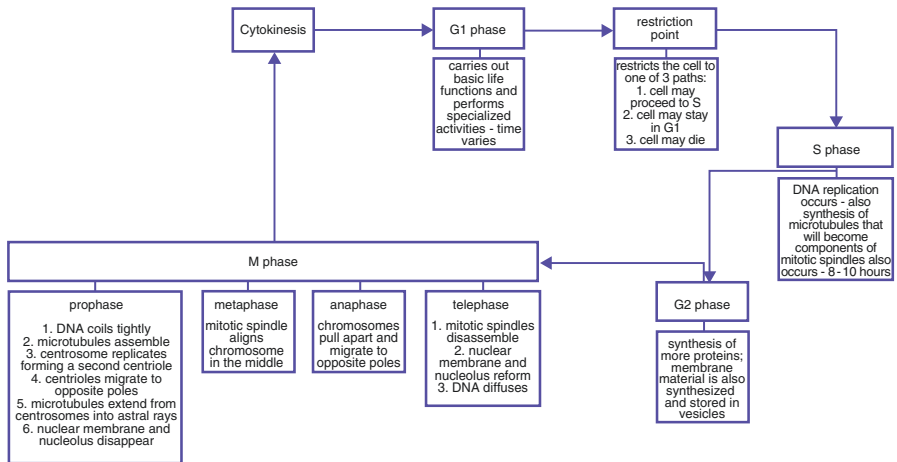 Cytokinesis
G1 phase
carries out
basic life
functions and
performs
specialized
activities - time
varies
restriction
point
restricts the cell to
one of 3 paths:
1. cell may
proceed to S
2. cell may stay
in G1
3. cell may die
S phase
DNA replication
occurs - also
synthesis of
microtubules that
will become
components of
mitotic spindles also
occurs - 8 - 10 hours
G2 phase
synthesis of
more proteins;
membrane
material is also
synthesized
and stored in
vesicles
M phase
prophase
1. DNA coils tightly
2. microtubules assemble
3. centrosome replicates
forming a second centriole
4. centrioles migrate to
opposite poles
5. microtubules extend from
centrosomes into astral rays
6. nuclear membrane and
nucleolus disappear
metaphase
mitotic spindle
aligns
chromosome
in the middle
anaphase
chromosomes
pull apart and
migrate to
opposite poles
telephase
1. mitotic spindles
disassemble
2. nuclear
membrane and
nucleolus reform
3. DNA diffuses